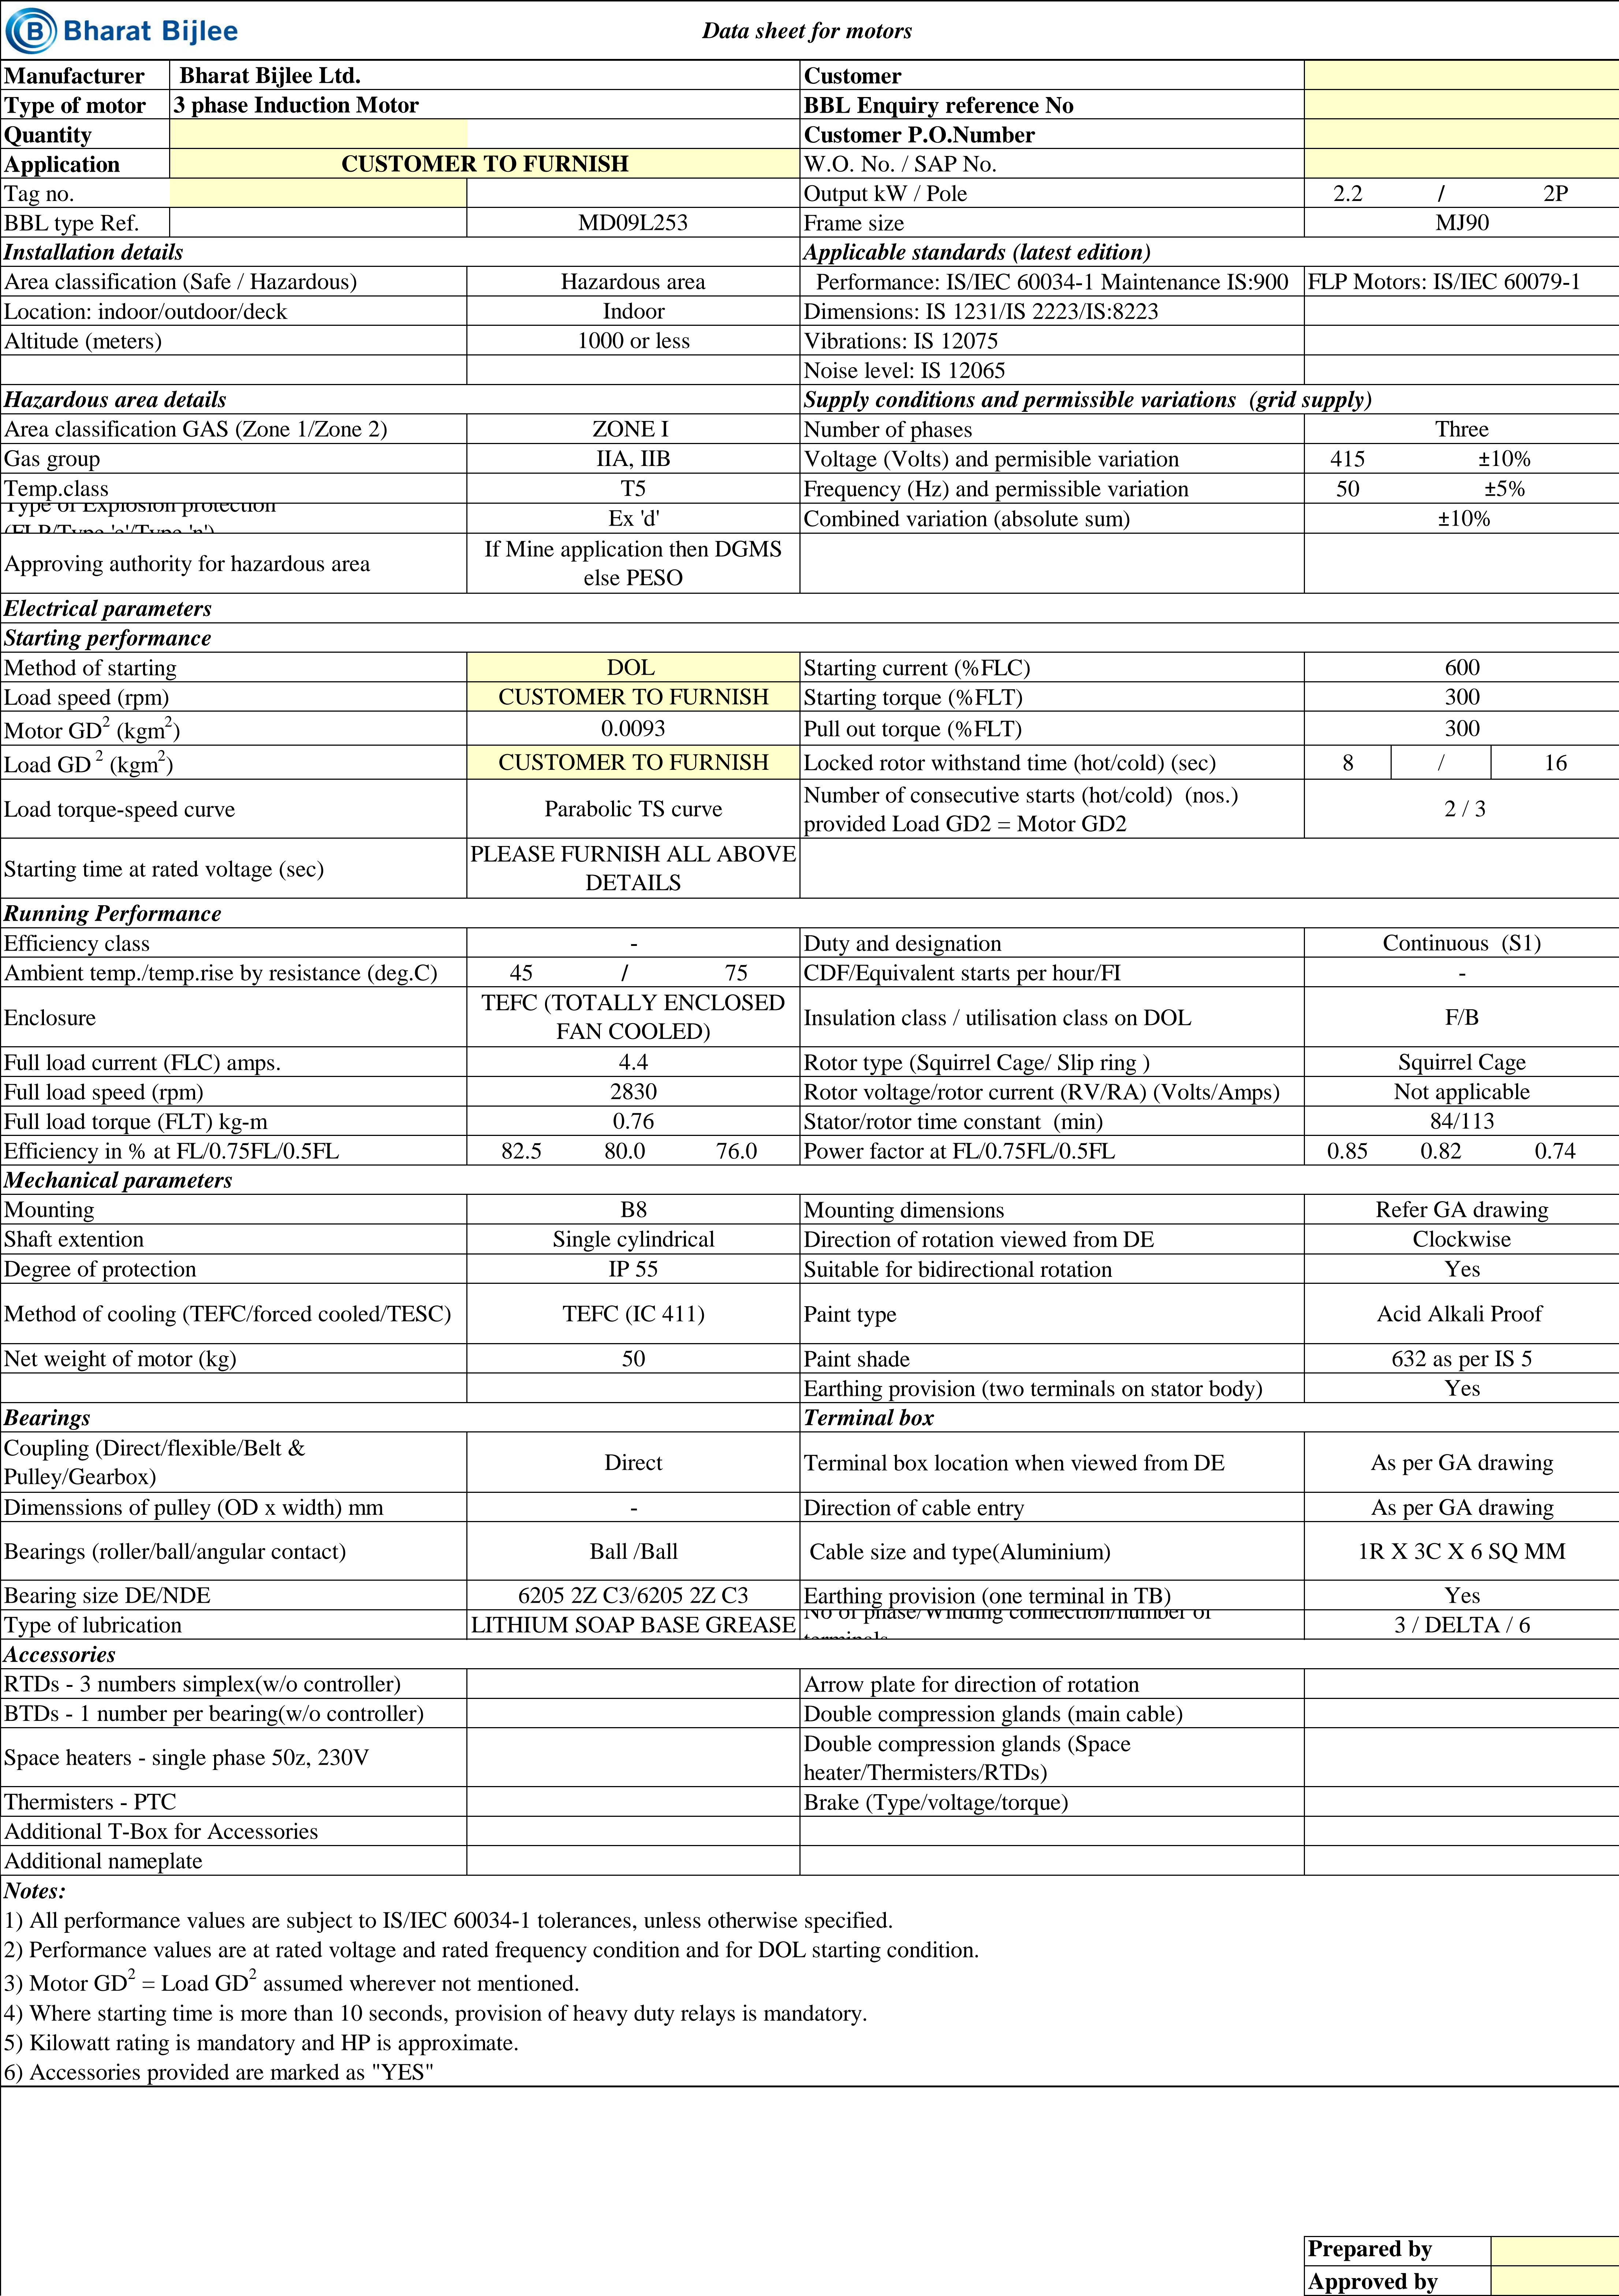 B Bharat Bijlee
Data sheet for motors
Manufacturer Bharat Bijlee Ltd. Customer
Type of motor 3 phase Induction Motor BBL Enquiry reference No
Quantity Customer P.O.Number
Application CUSTOMER TO FURNISH W.O. No. / SAP No.
Tag no. Output kW / Pole 2.2 / 2P
BBL type Ref. MD09L253 Frame size MJ90
Installation details Applicable standards (latest edition)
Area classification (Safe / Hazardous) Hazardous area Performance: IS/IEC 60034-1 Maintenance IS:900 FLP Motors: IS/IEC 60079-1
Location: indoor/outdoor/deck Indoor Dimensions: IS 1231/IS 2223/IS:8223
Altitude (meters) 1000 or less Vibrations: IS 12075
Noise level: IS 12065
Hazardous area details Supply conditions and permissible variations (grid supply)
Area classification GAS (Zone 1/Zone 2) ZONE I Number of phases Three
Gas group IIA, IIB Voltage (Volts) and permisible variation 415 ±10%
Temp.class T5 Frequency (Hz) and permissible variation 50 ±5%
Type of Explosion protection
(FLP/Type 'e'/Type 'n') Ex 'd' Combined variation (absolute sum) ±10%
Approving authority for hazardous area If Mine application then DGMS
else PESO
Electrical parameters
Starting performance
Method of starting DOL Starting current (%FLC) 600
Load speed (rpm) CUSTOMER TO FURNISH Starting torque (%FLT) 300
Motor GD² (kgm²) 0.0093 Pull out torque (%FLT) 300
Load GD ² (kgm²) CUSTOMER TO FURNISH Locked rotor withstand time (hot/cold) (sec) 8 / 16
Load torque-speed curve Parabolic TS curve Number of consecutive starts (hot/cold) (nos.)
provided Load GD2 = Motor GD2 2 / 3
Starting time at rated voltage (sec) PLEASE FURNISH ALL ABOVE
DETAILS
Running Performance
Efficiency class - Duty and designation Continuous (S1)
Ambient temp./temp.rise by resistance (deg.C) 45 / 75 CDF/Equivalent starts per hour/FI -
Enclosure TEFC (TOTALLY ENCLOSED
FAN COOLED) Insulation class / utilisation class on DOL F/B
Full load current (FLC) amps. 4.4 Rotor type (Squirrel Cage/ Slip ring ) Squirrel Cage
Full load speed (rpm) 2830 Rotor voltage/rotor current (RV/RA) (Volts/Amps) Not applicable
Full load torque (FLT) kg-m 0.76 Stator/rotor time constant (min) 84/113
Efficiency in % at FL/0.75FL/0.5FL 82.5 80.0 76.0 Power factor at FL/0.75FL/0.5FL 0.85 0.82 0.74
Mechanical parameters
Mounting B8 Mounting dimensions Refer GA drawing
Shaft extention Single cylindrical Direction of rotation viewed from DE Clockwise
Degree of protection IP 55 Suitable for bidirectional rotation Yes
Method of cooling (TEFC/forced cooled/TESC) TEFC (IC 411) Paint type Acid Alkali Proof
Net weight of motor (kg) 50 Paint shade 632 as per IS 5
Earthing provision (two terminals on stator body) Yes
Bearings Terminal box
Coupling (Direct/flexible/Belt &
Pulley/Gearbox) Direct Terminal box location when viewed from DE As per GA drawing
Dimenssions of pulley (OD x width) mm - Direction of cable entry As per GA drawing
Bearings (roller/ball/angular contact) Ball /Ball Cable size and type(Aluminium) 1R X 3C X 6 SQ MM
Bearing size DE/NDE 6205 2Z C3/6205 2Z C3 Earthing provision (one terminal in TB) Yes
Type of lubrication LITHIUM SOAP BASE GREASE No of phase/Winding connection/number of
terminals 3 / DELTA / 6
Accessories
RTDs - 3 numbers simplex(w/o controller) Arrow plate for direction of rotation
BTDs - 1 number per bearing(w/o controller) Double compression glands (main cable)
Space heaters - single phase 50z, 230V Double compression glands (Space
heater/Thermisters/RTDs)
Thermisters - PTC Brake (Type/voltage/torque)
Additional T-Box for Accessories
Additional nameplate
Notes:
1) All performance values are subject to IS/IEC 60034-1 tolerances, unless otherwise specified.
2) Performance values are at rated voltage and rated frequency condition and for DOL starting condition.
3) Motor GD² = Load GD² assumed wherever not mentioned.
4) Where starting time is more than 10 seconds, provision of heavy duty relays is mandatory.
5) Kilowatt rating is mandatory and HP is approximate.
6) Accessories provided are marked as "YES"
Prepared by
Approved by